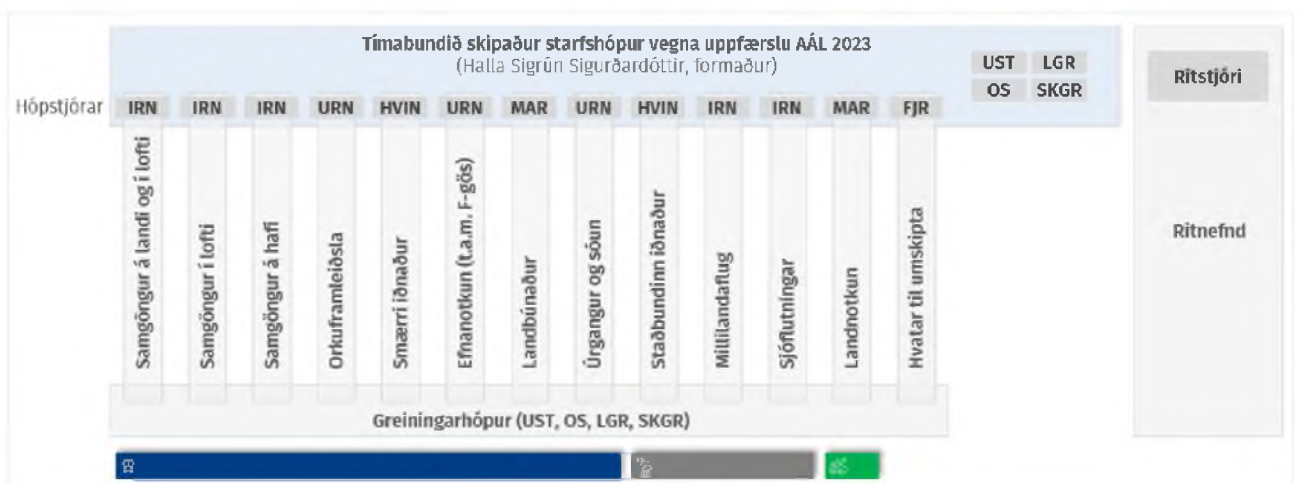 Tímabundið skipaður starfshópur vegna uppfærslu AÁL 2023
(Halla Sigrún Sigurðardóttir, formaður)
UST LGR
OS SKGR
Ritstjóri
Hópstjórar IRN IRN IRN URN HVIN URN MAR URN HVIN IRN IRN MAR FJR
Samgöngur á landi og í lofti
Samgöngur í lofti
Samgöngur á hafi
Orkuframleiðsla
Smærri iðnaður
Efnanotkun (t.a.m. F-gös)
Landbúnaður
Úrgangur og sóun
Staðbundinn iðnaður
Millilandaflug
Sjóflutningar
Landnotkun
Hvatar til umskipta
Ritnefnd
Greiningarhópur (UST, OS, LGR, SKGR)